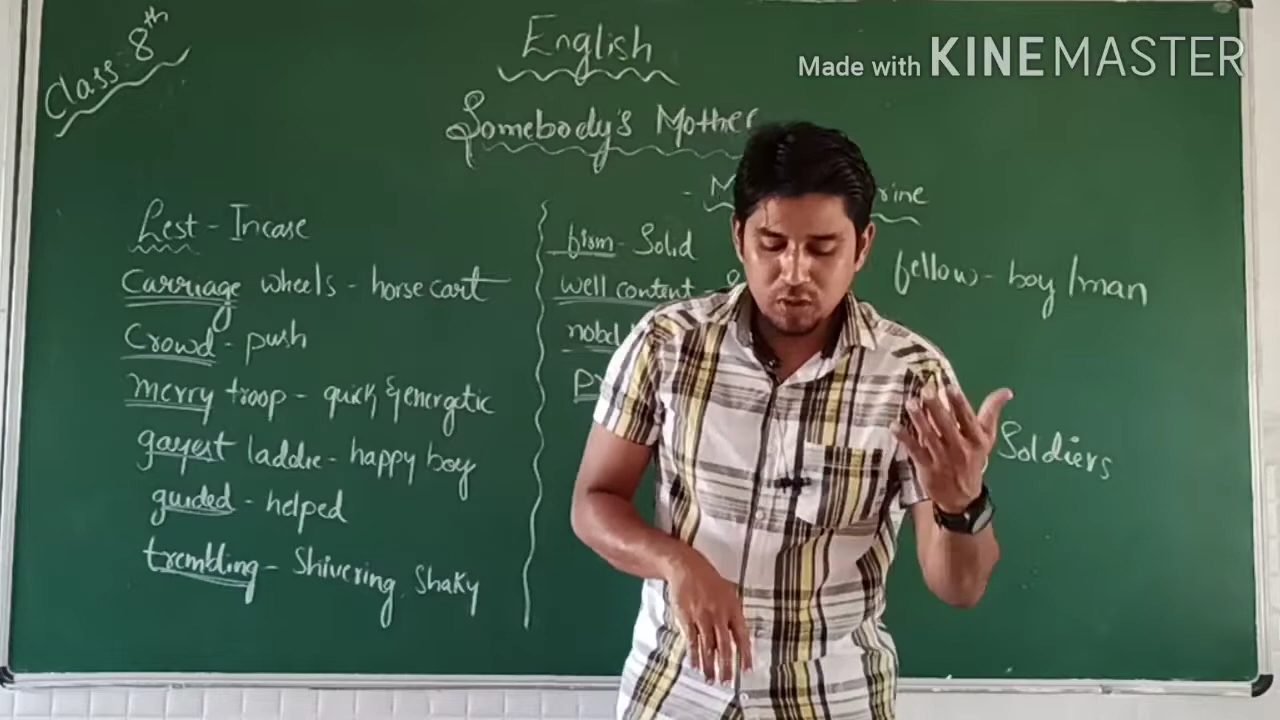 Class 8th
English
Made with KINEMASTER
Somebody's Mother
Lest - Incase
Carriage wheels - horse cart
Crowd - push
merry troop - quick & energetic
gayest laddie - happy boy
guided - helped
trembling - Shivering, Shaky
firm - Solid
well content -
fellow - boy / man
Soldiers